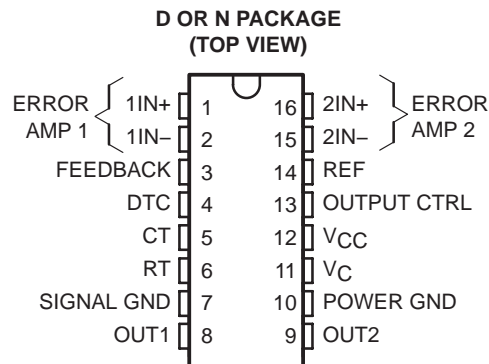 D OR N PACKAGE
(TOP VIEW)
ERROR
AMP 1
1IN+ 1 16 2IN+
1IN− 2 15 2IN−
ERROR
AMP 2
FEEDBACK 3 14 REF
DTC 4 13 OUTPUT CTRL
CT 5 12 VCC
RT 6 11 VC
SIGNAL GND 7 10 POWER GND
OUT1 8 9 OUT2